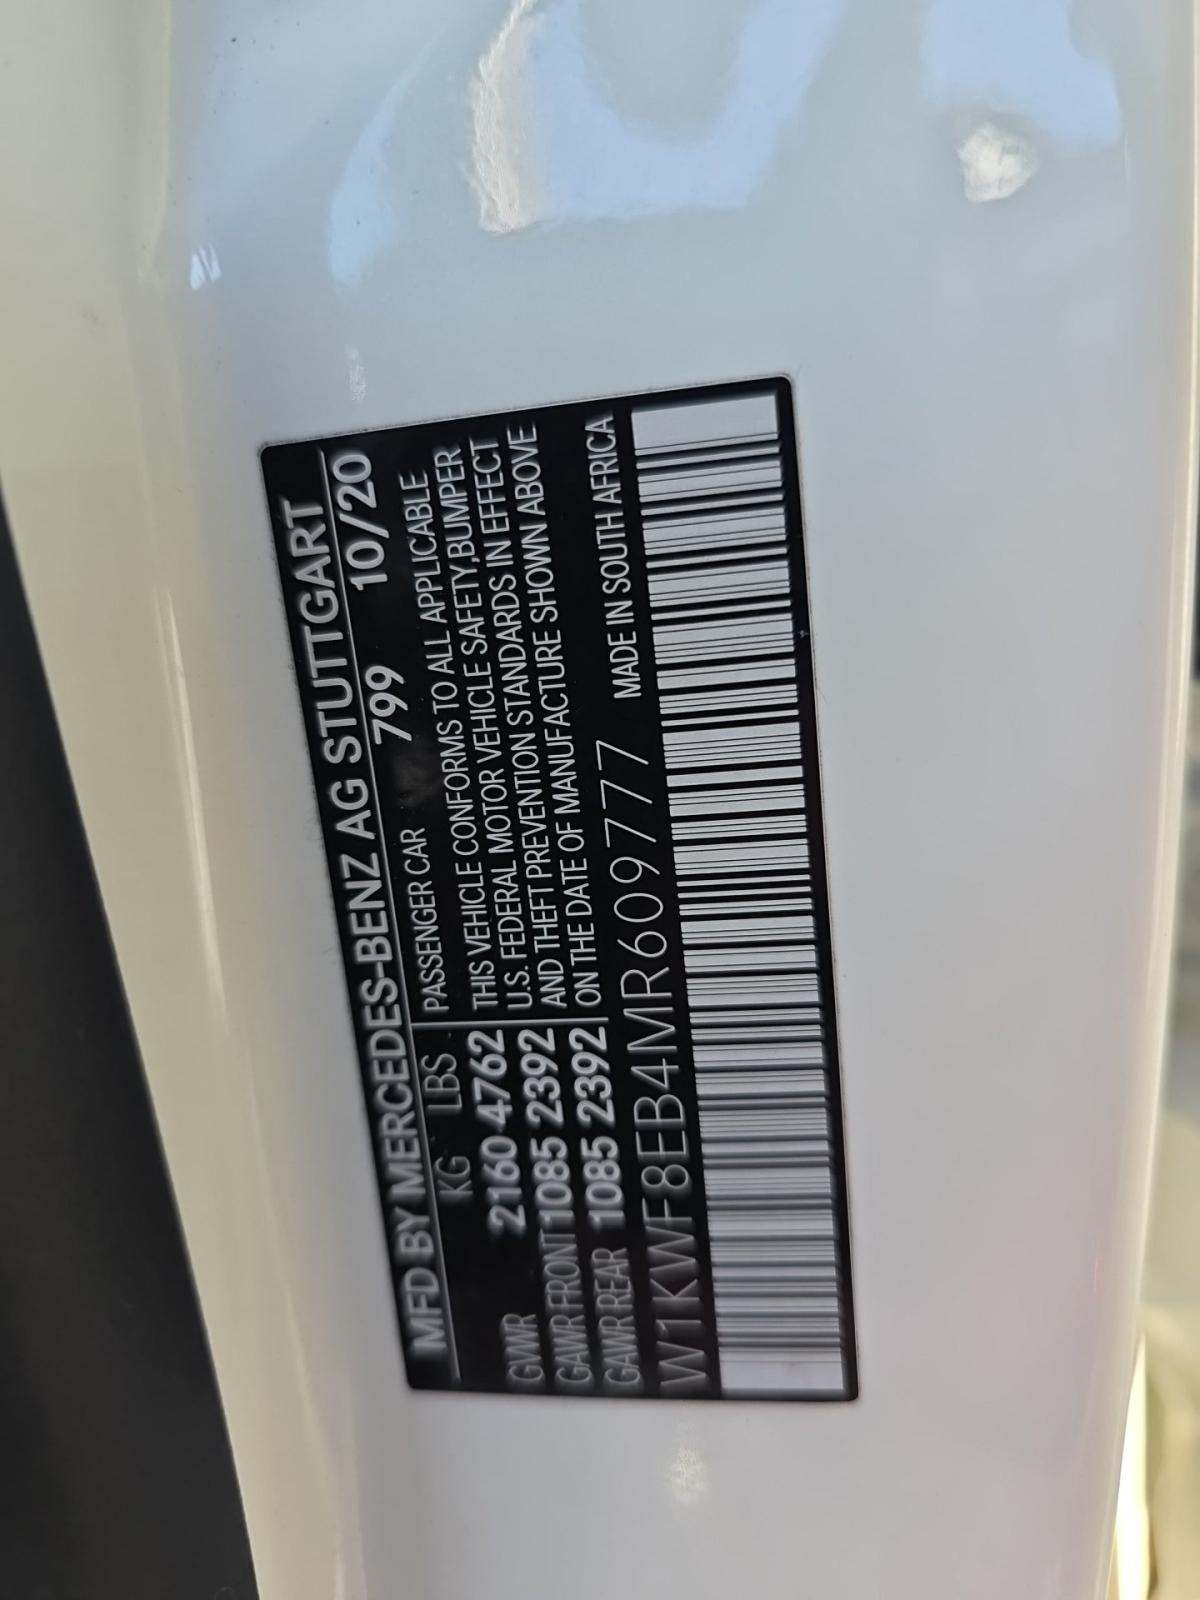 MFD BY MERCEDES-BENZ AG STUTTGART
KG LBS PASSENGER CAR 799 10/20
GVWR 2160 4762 THIS VEHICLE CONFORMS TO ALL APPLICABLE
GAWR FRONT 1085 2392 U.S. FEDERAL MOTOR VEHICLE SAFETY,BUMPER
GAWR REAR 1085 2392 AND THEFT PREVENTION STANDARDS IN EFFECT
ON THE DATE OF MANUFACTURE SHOWN ABOVE
W1KWF8EB4MR609777 MADE IN SOUTH AFRICA